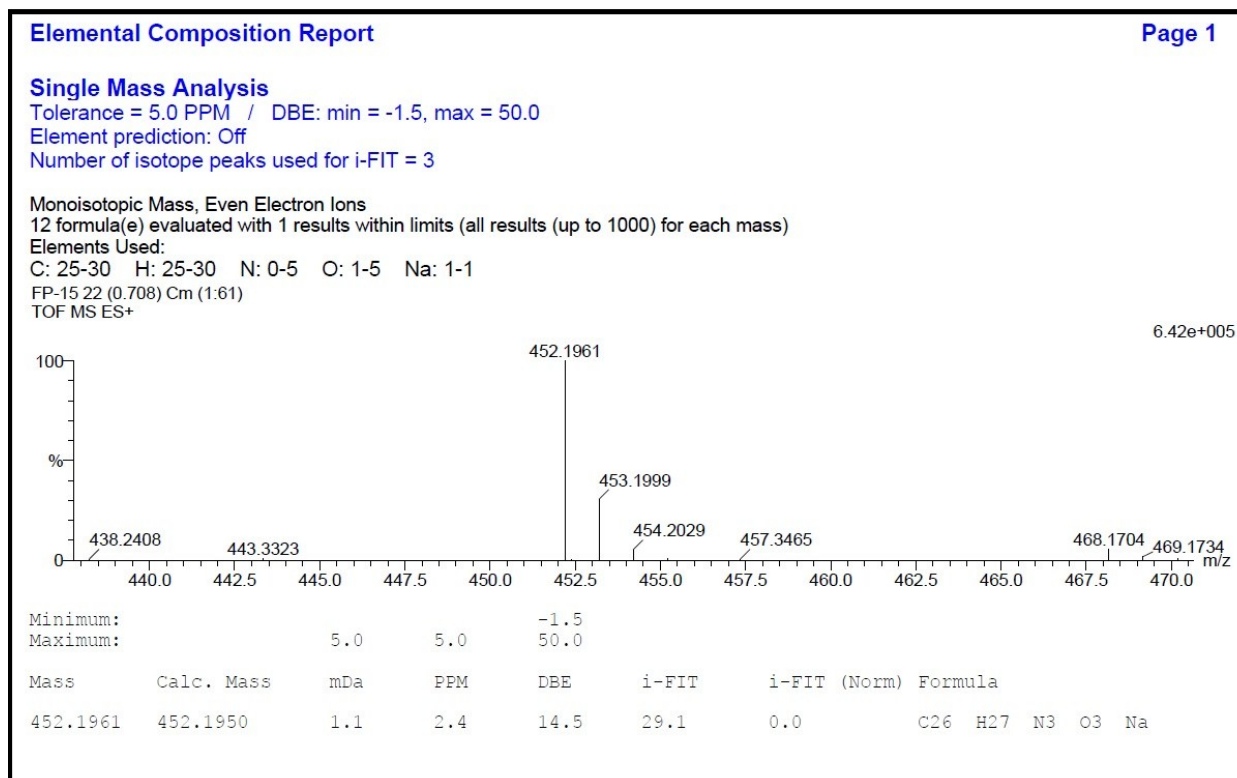 Elemental Composition Report Page 1
Single Mass Analysis
Tolerance = 5.0 PPM / DBE: min = -1.5, max = 50.0
Element prediction: Off
Number of isotope peaks used for i-FIT = 3
Monoisotopic Mass, Even Electron Ions
12 formula(e) evaluated with 1 results within limits (all results (up to 1000) for each mass)
Elements Used:
C: 25-30 H: 25-30 N: 0-5 O: 1-5 Na: 1-1
FP-15 22 (0.708) Cm (1:61)
TOF MS ES+
6.42e+005
100
452.1961
%
453.1999
438.2408
443.3323
454.2029
457.3465
468.1704
469.1734
0
m/z
440.0 442.5 445.0 447.5 450.0 452.5 455.0 457.5 460.0 462.5 465.0 467.5 470.0
Minimum: -1.5
Maximum: 5.0 5.0 50.0
Mass Calc. Mass mDa PPM DBE i-FIT i-FIT (Norm) Formula
452.1961 452.1950 1.1 2.4 14.5 29.1 0.0 C26 H27 N3 O3 Na